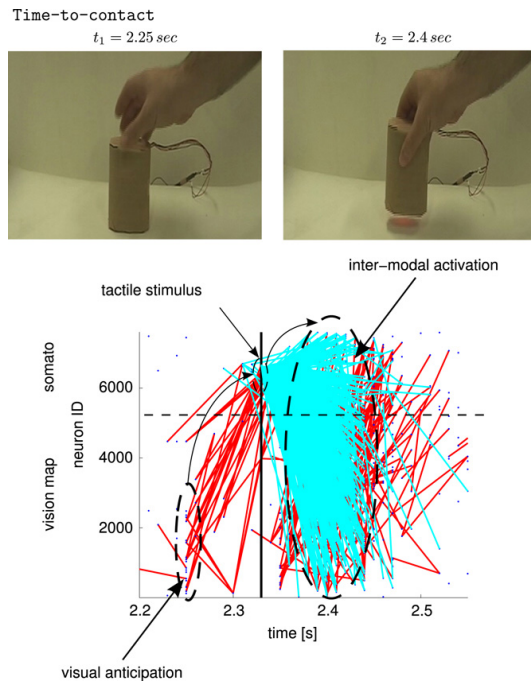 Time-to-contact
t₁ = 2.25 sec
t₂ = 2.4 sec
inter-modal activation
tactile stimulus
somato
vision map
neuron ID
6000
4000
2000
2.2
2.3
2.4
2.5
time [s]
visual anticipation